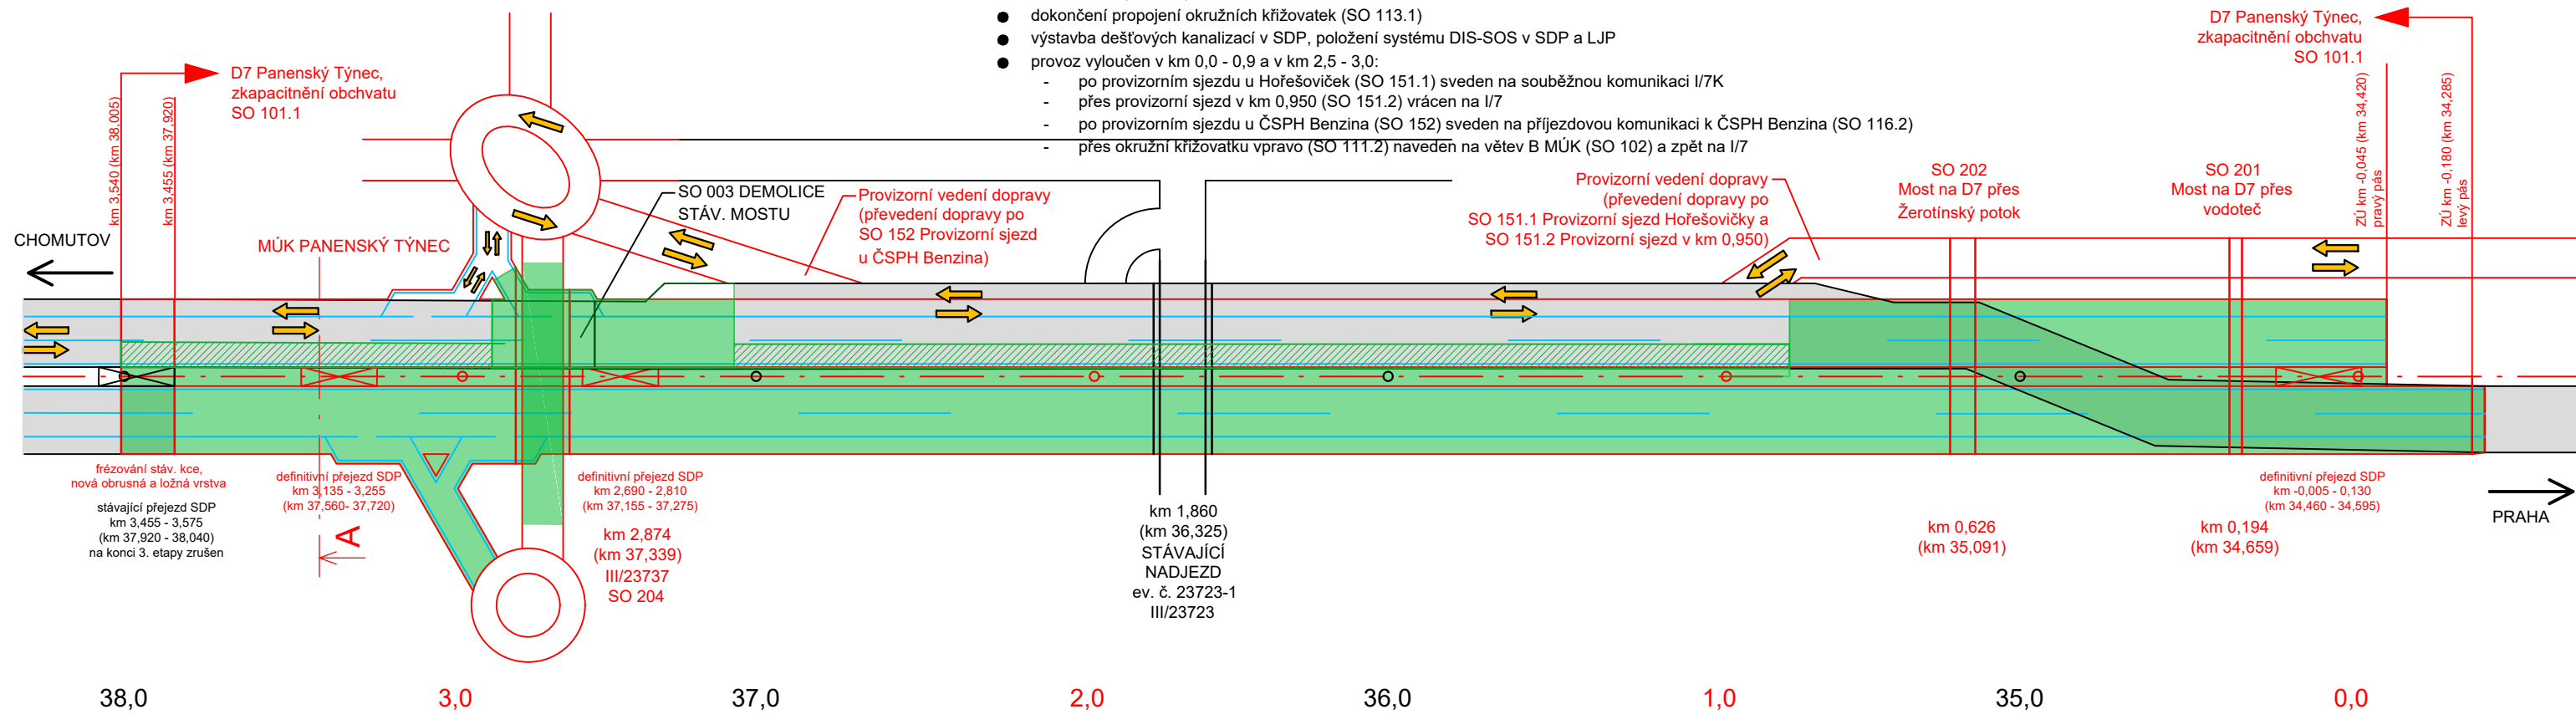 dokončení propojení okružních křižovatek (SO 113.1)
výstavba dešťových kanalizací v SDP, položení systému DIS-SOS v SDP a LJP
provoz vyloučen v km 0,0 - 0,9 a v km 2,5 - 3,0:
- po provizorním sjezdu u Hořešoviček (SO 151.1) sveden na souběžnou komunikaci I/7K
- přes provizorní sjezd v km 0,950 (SO 151.2) vrácen na I/7
- po provizorním sjezdu u ČSPH Benzina (SO 152) sveden na příjezdovou komunikaci k ČSPH Benzina (SO 116.2)
- přes okružní křižovatku vpravo (SO 111.2) naveden na větev B MÚK (SO 102) a zpět na I/7
D7 Panenský Týnec,
zkapacitnění obchvatu
SO 101.1
km 3,540 (km 38,005)
km 3,455 (km 37,920)
D7 Panenský Týnec,
zkapacitnění obchvatu
SO 101.1
ZÚ km -0,045 (km 34,420)
pravý pás
ZÚ km -0,180 (km 34,285)
levý pás
CHOMUTOV
MÚK PANENSKÝ TÝNEC
SO 003 DEMOLICE
STÁV. MOSTU
Provizorní vedení dopravy
(převedení dopravy po
SO 152 Provizorní sjezd
u ČSPH Benzina)
Provizorní vedení dopravy
(převedení dopravy po
SO 151.1 Provizorní sjezd Hořešovičky a
SO 151.2 Provizorní sjezd v km 0,950)
SO 202
Most na D7 přes
Žerotínský potok
SO 201
Most na D7 přes
vodoteč
frézování stáv. kce,
nová obrusná a ložná vrstva
stávající přejezd SDP
km 3,455 - 3,575
(km 37,920 - 38,040)
na konci 3. etapy zrušen
definitivní přejezd SDP
km 3,135 - 3,255
(km 37,560- 37,720)
A
definitivní přejezd SDP
km 2,690 - 2,810
(km 37,155 - 37,275)
km 2,874
(km 37,339)
III/23737
SO 204
km 1,860
(km 36,325)
STÁVAJÍCÍ
NADJEZD
ev. č. 23723-1
III/23723
km 0,626
(km 35,091)
km 0,194
(km 34,659)
definitivní přejezd SDP
km -0,005 - 0,130
(km 34,460 - 34,595)
PRAHA
38,0 3,0 37,0 2,0 36,0 1,0 35,0 0,0